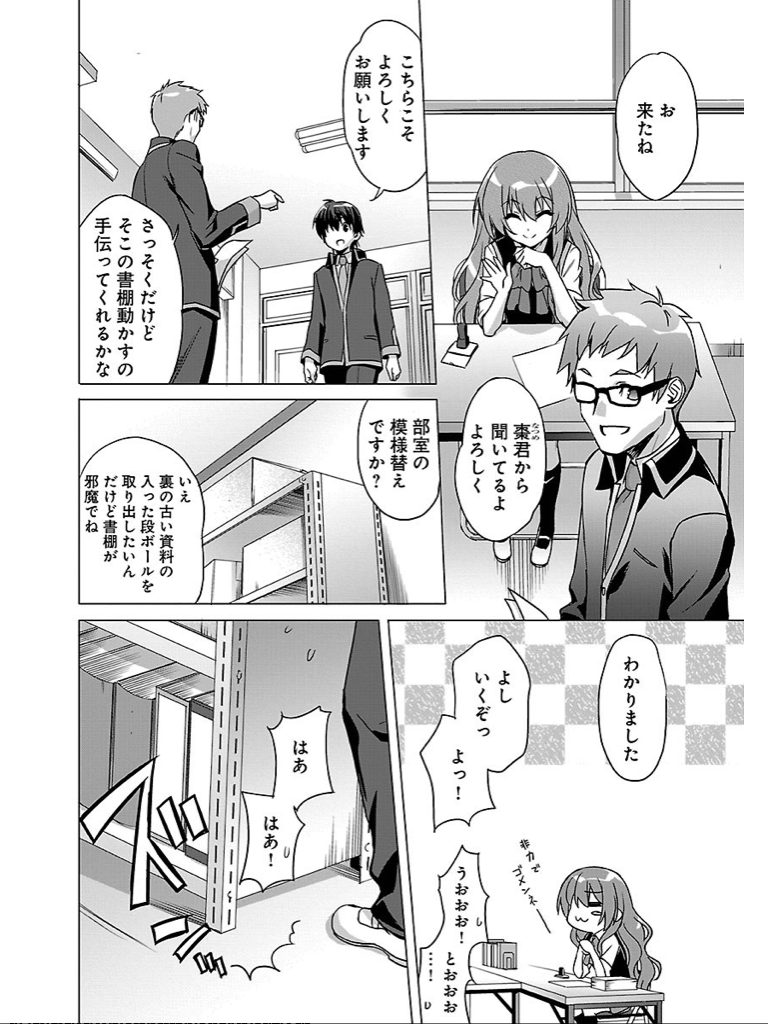 お
来たね
棗君から
なつめ
聞いてるよ
よろしく
こちらこそ
よろしく
お願いします
さっそくだけど
そこの書棚動かすの
手伝ってくれるかな
部室の
模様替え
ですか?
いえ
裏の古い資料の
入った段ボールを
取り出したいん
だけど書棚が
邪魔でね
わかりました
よし
いくぞっ
よっ!
非力で
ゴメンネー
うおおお!
とおおお
…!
はあ
はあ!
ズズ